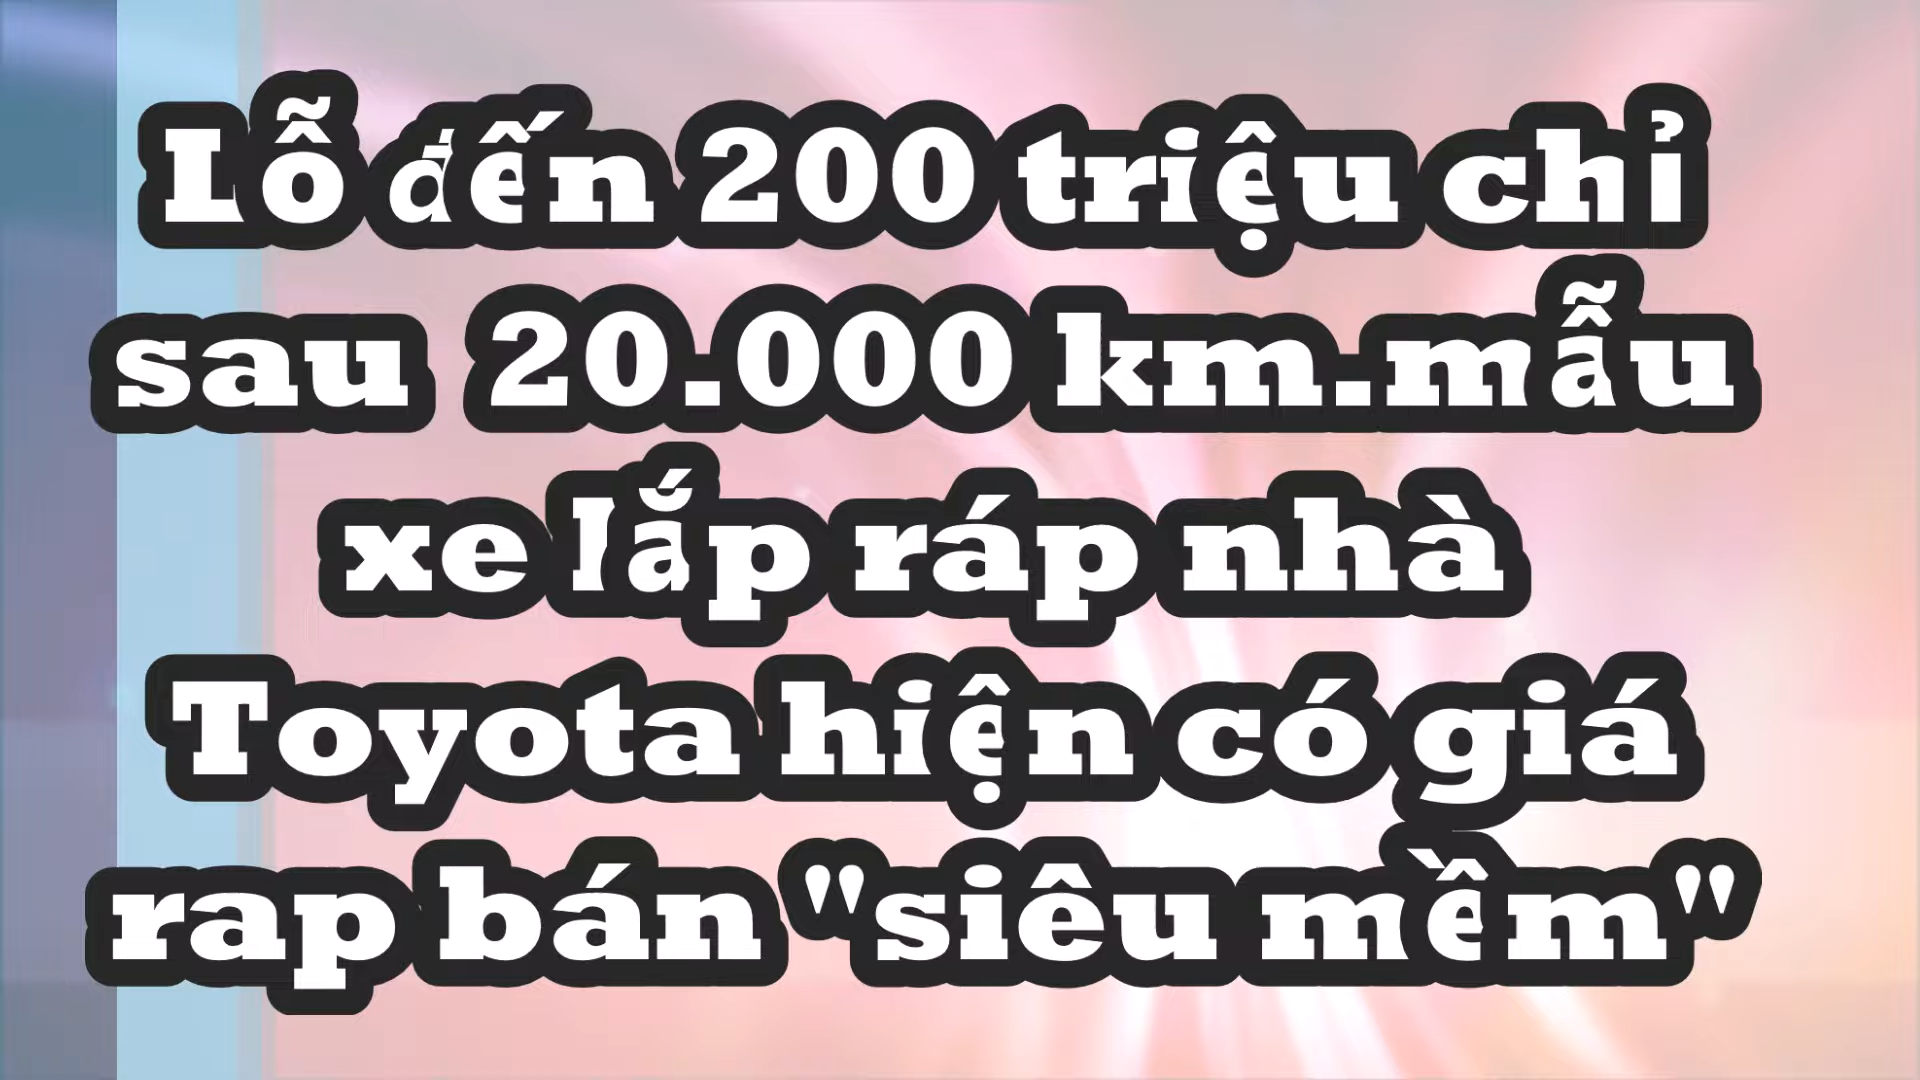 Lỗ đến 200 triệu chỉ
sau 20.000 km.mẫu
xe lắp ráp nhà
Toyota hiện có giá
rap bán "siêu mềm"